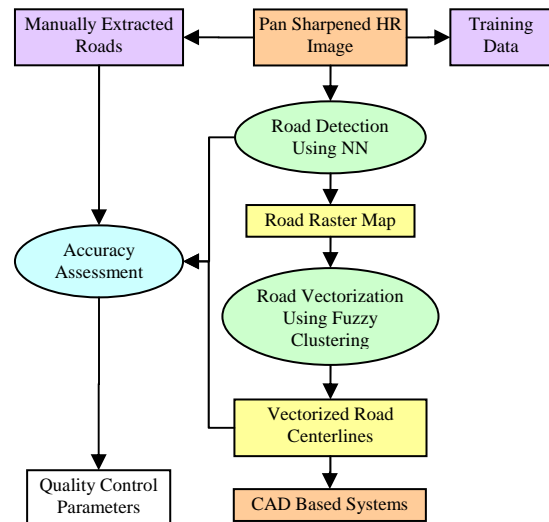 Manually Extracted
Roads
Pan Sharpened HR
Image
Training
Data
Road Detection
Using NN
Road Raster Map
Accuracy
Assessment
Road Vectorization
Using Fuzzy
Clustering
Vectorized Road
Centerlines
Quality Control
Parameters
CAD Based Systems